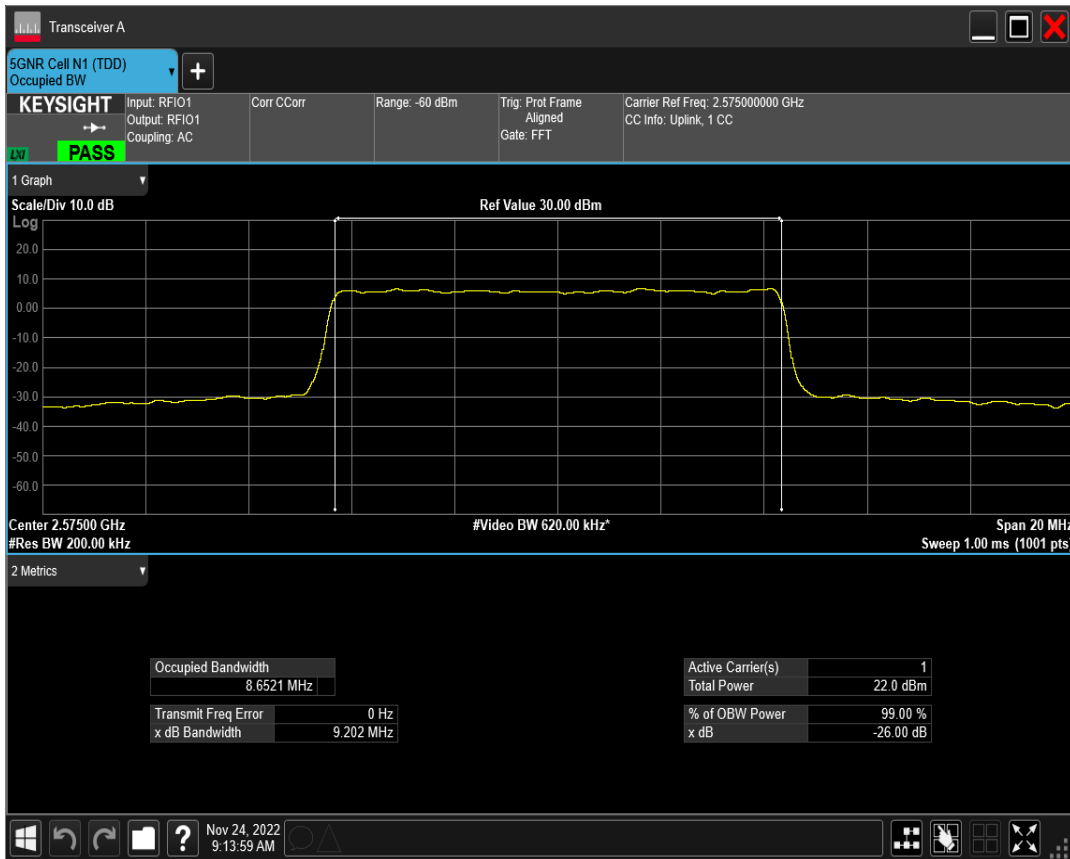 Transceiver A
5GNR Cell N1 (TDD)
Occupied BW
KEYSIGHT
LXI
PASS
Input: RFIO1
Output: RFIO1
Coupling: AC
Corr CCorr
Range: -60 dBm
Trig: Prot Frame
Aligned
Gate: FFT
Carrier Ref Freq: 2.575000000 GHz
CC Info: Uplink, 1 CC
1 Graph
Scale/Div 10.0 dB
Ref Value 30.00 dBm
Log
20.0
10.0
0.00
-10.0
-20.0
-30.0
-40.0
-50.0
-60.0
Center 2.57500 GHz
#Video BW 620.00 kHz*
Span 20 MHz
#Res BW 200.00 kHz
Sweep 1.00 ms (1001 pts)
2 Metrics
Occupied Bandwidth
8.6521 MHz
Transmit Freq Error 0 Hz
x dB Bandwidth 9.202 MHz
Active Carrier(s) 1
Total Power 22.0 dBm
% of OBW Power 99.00 %
x dB -26.00 dB
?
Nov 24, 2022
9:13:59 AM